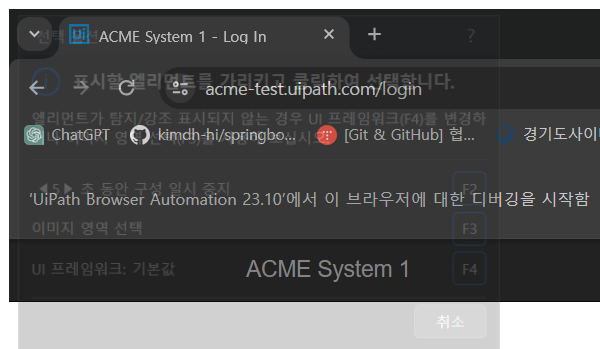 선택 옵션
Ui ACME System 1 - Log In
?
표시할 엘리먼트를 가리키고 클릭하여 선택합니다.
acme-test.uipath.com/login
엘리먼트가 탐지/강조 표시되지 않는 경우 UI 프레임워크(F4)를 변경하
ChatGPT
kimdh-hi/springbo...
[Git & GitHub] 협...
경기도사이
5 초 동안 구성 일시 중지
F2
'UiPath Browser Automation 23.10'에서 이 브라우저에 대한 디버깅을 시작함
이미지 영역 선택
F3
UI 프레임워크: 기본값
ACME System 1
F4
취소